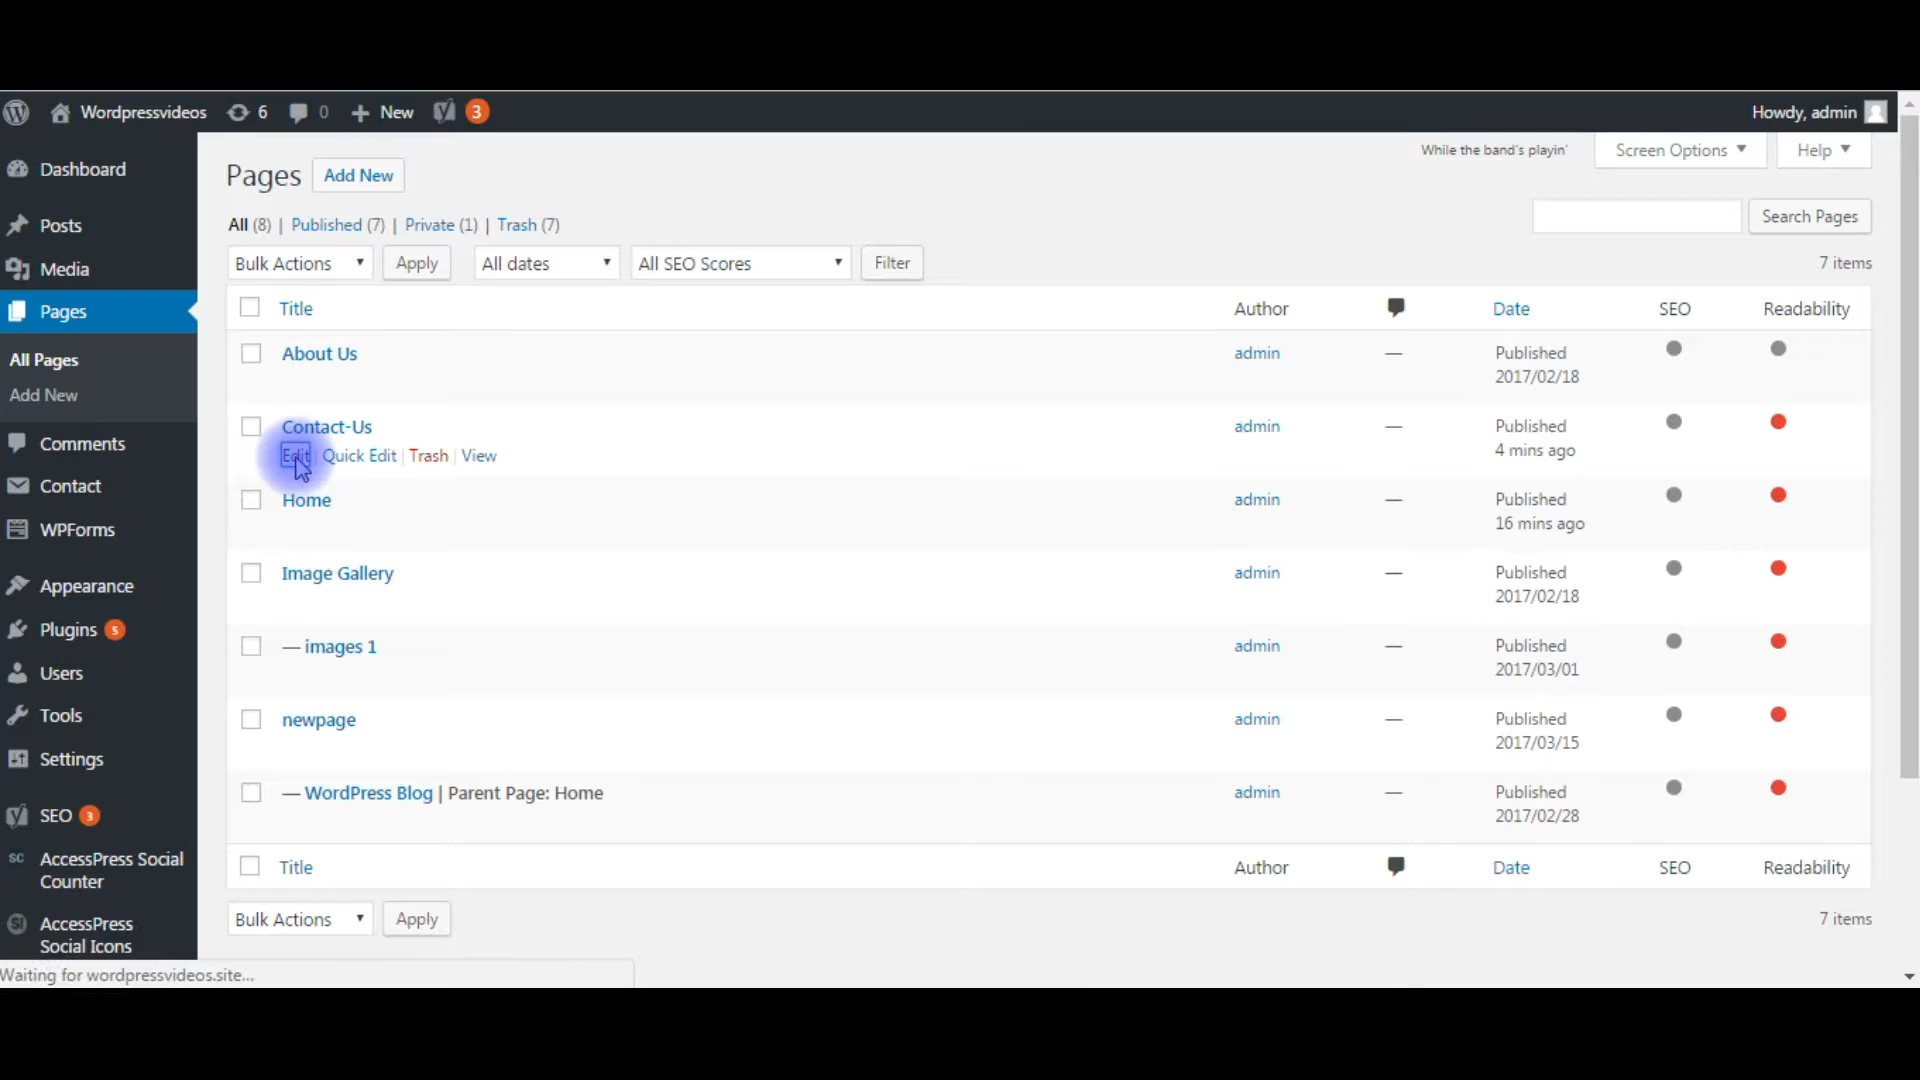 Wordpressvideos 6 0 New 3 Howdy, admin
Dashboard
Posts
Media
Pages
All Pages
Add New
Comments
Contact
WPForms
Appearance
Plugins 5
Users
Tools
Settings
SEO 3
SC AccessPress Social
Counter
AccessPress
Social Icons
While the band's playin' Screen Options Help
Pages Add New
All (8) | Published (7) | Private (1) | Trash (7)
Search Pages
Bulk Actions Apply All dates All SEO Scores Filter 7 items
Title Author Date SEO Readability
About Us admin — Published
2017/02/18
Contact-Us admin — Published
4 mins ago
Edit | Quick Edit | Trash | View
Home admin — Published
16 mins ago
Image Gallery admin — Published
2017/02/18
— images 1 admin — Published
2017/03/01
newpage admin — Published
2017/03/15
— WordPress Blog | Parent Page: Home admin — Published
2017/02/28
Title Author Date SEO Readability
Bulk Actions Apply 7 items
Waiting for wordpressvideos.site...